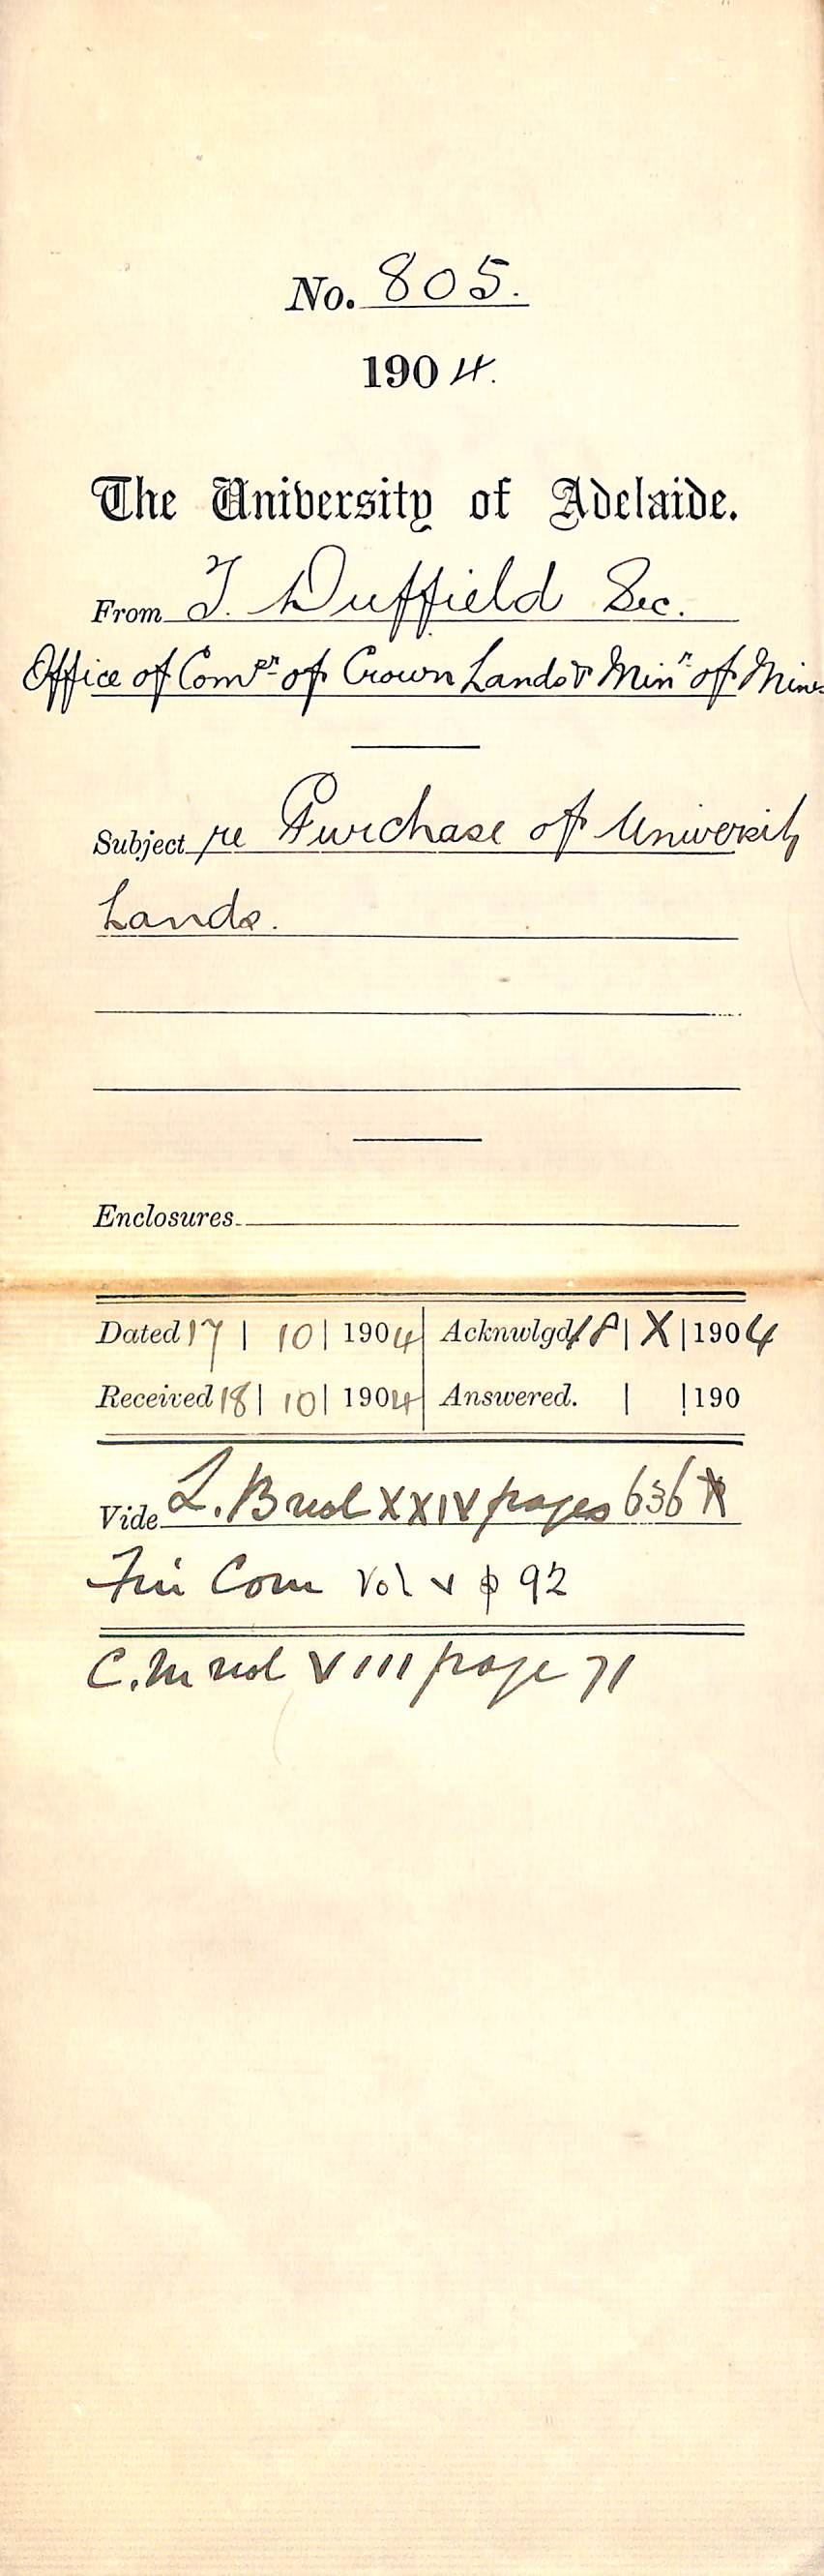 No. 805.
1904.
The University of Adelaide.
From T. Duffield Sec.
Office of Comrs of Crown Lands & Minr of Mines
Subject re Purchase of University
Lands.
Enclosures
Dated 17 | 10 | 1904 Acknwlgd 18 | X | 1904
Received 18 | 10 | 1904 Answered. | | 190
Vide L. B vol XXIV pages 636
Fin Com Vol V p 92
C. M vol VIII page 71